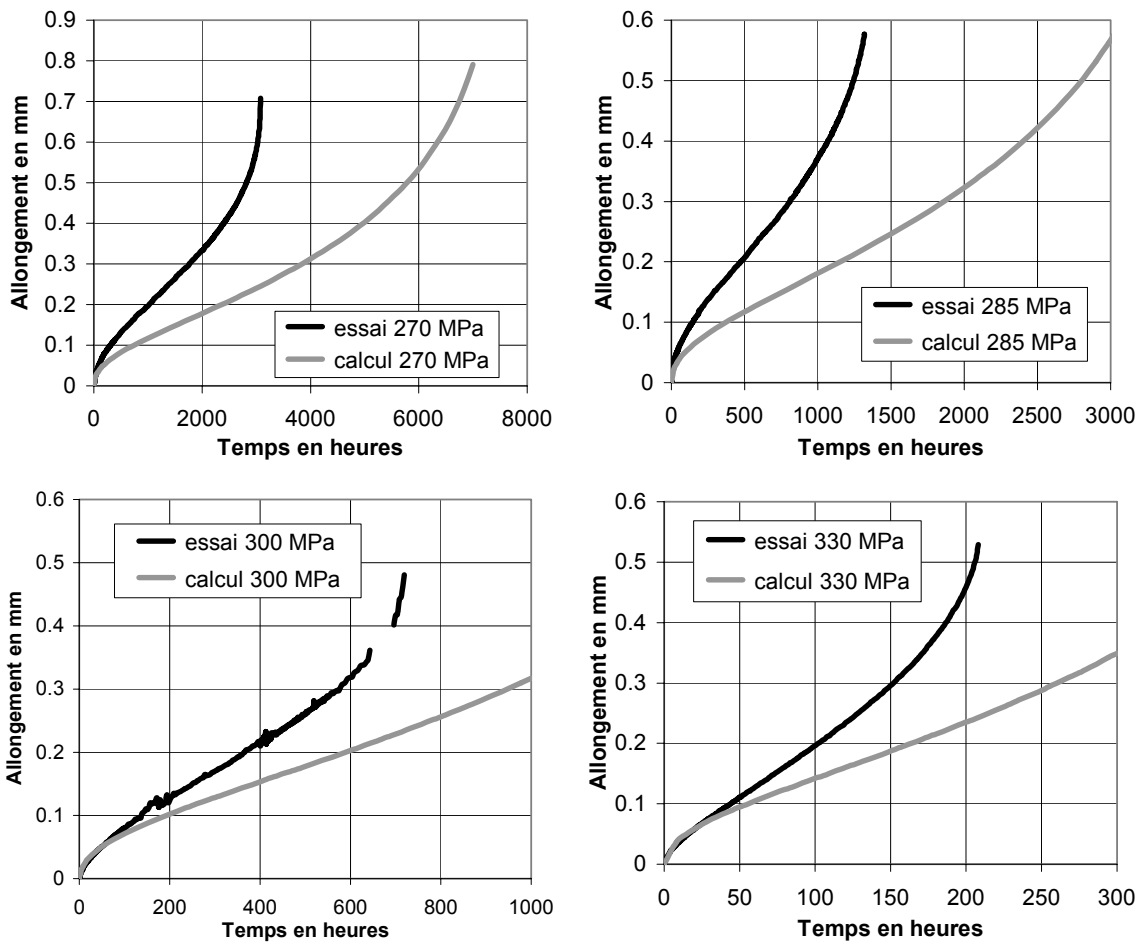 Allongement en mm
0.9
0.8
0.7
0.6
0.5
0.4
0.3
0.2
0.1
0
essai 270 MPa
calcul 270 MPa
0 2000 4000 6000 8000
Temps en heures
Allongement en mm
0.6
0.5
0.4
0.3
0.2
0.1
0
essai 285 MPa
calcul 285 MPa
0 500 1000 1500 2000 2500 3000
Temps en heures
Allongement en mm
0.6
0.5
0.4
0.3
0.2
0.1
0
essai 300 MPa
calcul 300 MPa
0 200 400 600 800 1000
Temps en heures
Allongement en mm
0.6
0.5
0.4
0.3
0.2
0.1
0
essai 330 MPa
calcul 330 MPa
0 50 100 150 200 250 300
Temps en heures